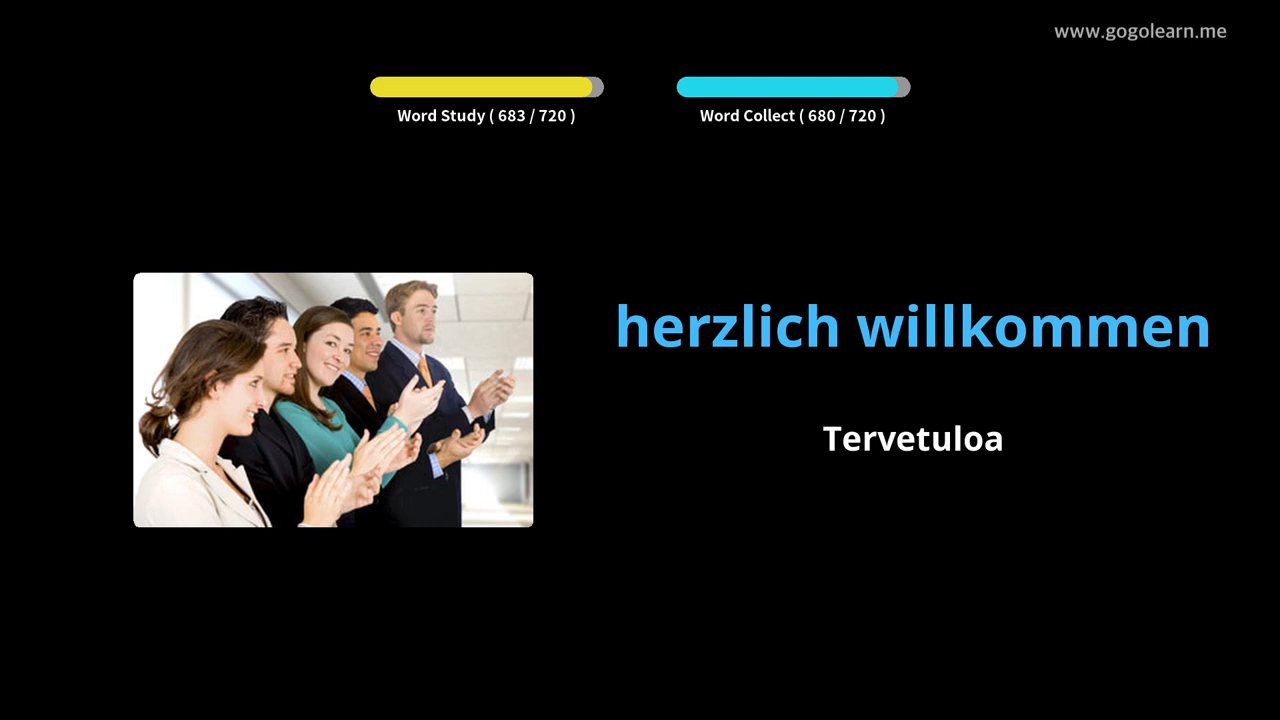 www.gogolearn.me
Word Study ( 683 / 720 )
Word Collect ( 680 / 720 )
herzlich willkommen
Tervetuloa